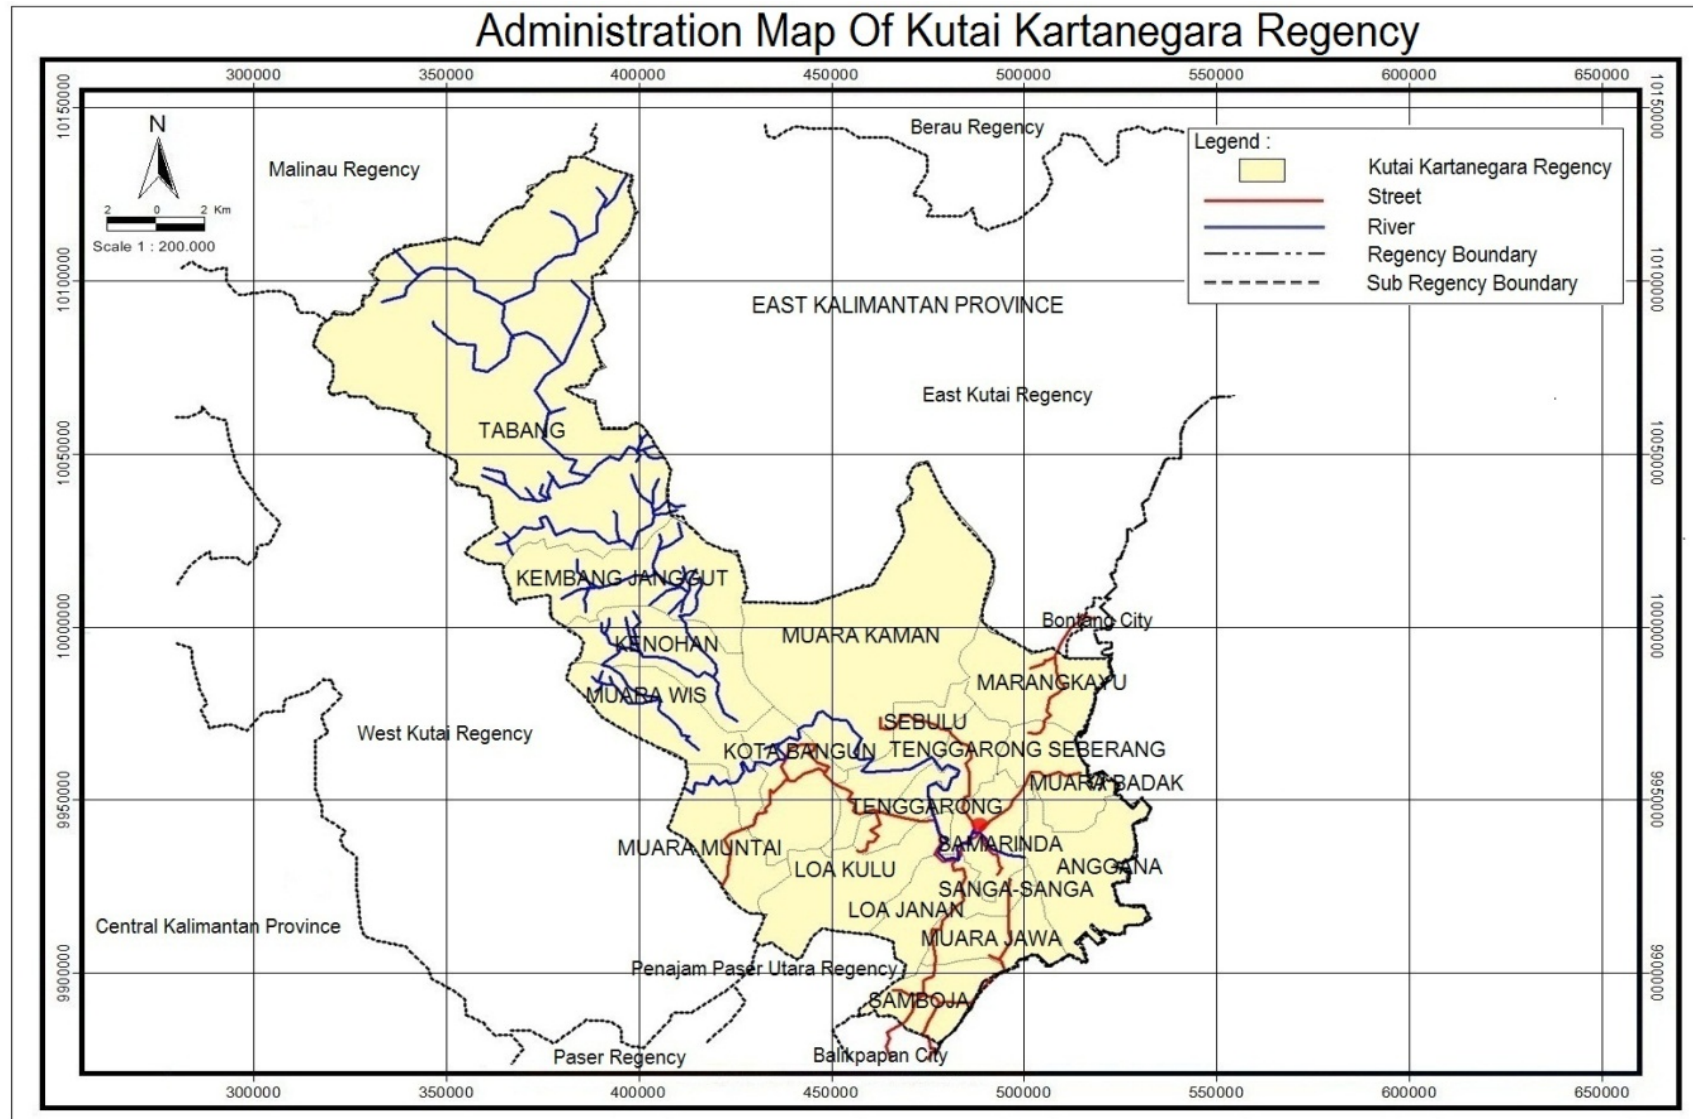 Administration Map Of Kutai Kartanegara Regency
300000 350000 400000 450000 500000 550000 600000 650000
10150000 10150000
N
2 0 2 Km
Scale 1 : 200.000
Malinau Regency
Berau Regency
Legend :
Kutai Kartanegara Regency
Street
River
Regency Boundary
Sub Regency Boundary
10100000 10100000
EAST KALIMANTAN PROVINCE
East Kutai Regency
TABANG
10050000 10050000
KEMBANG JANGGUT
Bontang City
10000000 10000000
MUARA KAMAN
KENOHAN
MARANGKAYU
MUARA WIS
SEBULU
West Kutai Regency
KOTA BANGUN
TENGGARONG SEBERANG
MUARA BADAK
9950000 9950000
TENGGARONG
MUARA MUNTAI
SAMARINDA
LOA KULU
ANGGANA
SANGA-SANGA
LOA JANAN
Central Kalimantan Province
MUARA JAWA
Penajam Paser Utara Regency
9900000 9900000
SAMBOJA
Paser Regency
Balikpapan City
300000 350000 400000 450000 500000 550000 600000 650000